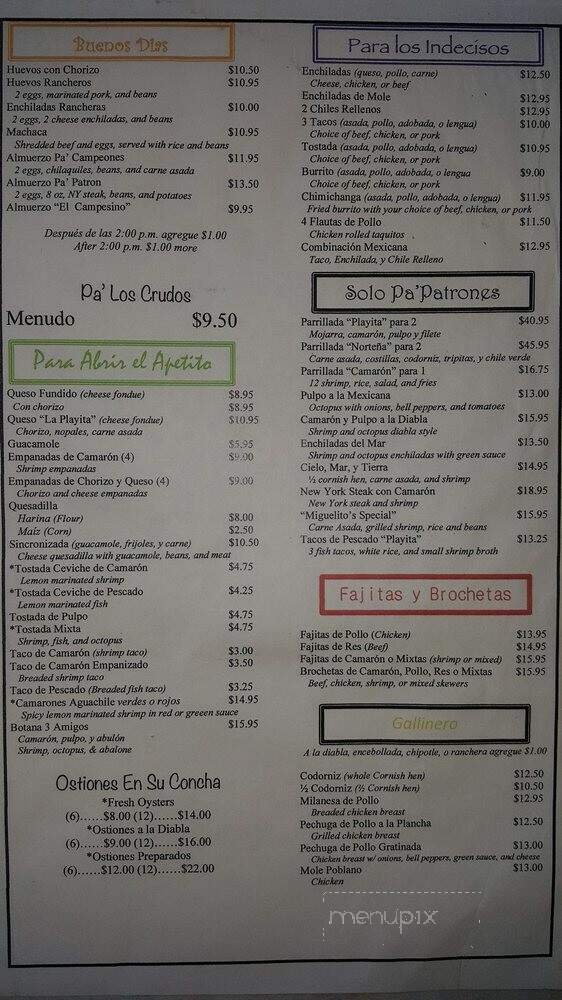 Buenos Dias
Huevos con Chorizo $10.50
Huevos Rancheros $10.95
2 eggs, marinated pork, and beans
Enchiladas Rancheras $10.00
2 eggs, 2 cheese enchiladas, and beans
Machaca $10.95
Shredded beef and eggs, served with rice and beans
Almuerzo Pa' Campeones $11.95
2 eggs, chilaquiles, beans, and carne asada
Almuerzo Pa' Patron $13.50
2 eggs, 8 oz, NY steak, beans, and potatoes
Almuerzo "El Campesino" $9.95
Después de las 2:00 p.m. agregue $1.00
After 2:00 p.m. $1.00 more
Pa' Los Crudos
Menudo $9.50
Para Abrir el Apetito
Queso Fundido (cheese fondue) $8.95
Con chorizo $8.95
Queso "La Playita" (cheese fondue) $10.95
Chorizo, nopales, carne asada
Guacamole $5.95
Empanadas de Camarón (4) $9.00
Shrimp empanadas
Empanadas de Chorizo y Queso (4) $9.00
Chorizo and cheese empanadas
Quesadilla
Harina (Flour) $8.00
Maíz (Corn) $2.50
Sincronizada (guacamole, frijoles, y carne) $10.50
Cheese quesadilla with guacamole, beans, and meat
*Tostada Ceviche de Camarón $4.75
Lemon marinated shrimp
*Tostada Ceviche de Pescado $4.25
Lemon marinated fish
Tostada de Pulpo $4.75
*Tostada Mixta $4.75
Shrimp, fish, and octopus
Taco de Camarón (shrimp taco) $3.00
Taco de Camarón Empanizado $3.50
Breaded shrimp taco
Taco de Pescado (Breaded fish taco) $3.25
*Camarones Aguachile verdes o rojos $14.95
Spicy lemon marinated shrimp in red or greeen sauce
Botana 3 Amigos $15.95
Camarón, pulpo, y abulón
Shrimp, octopus, & abalone
Ostiones En Su Concha
*Fresh Oysters
(6)......$8.00 (12)......$14.00
*Ostiones a la Diabla
(6)......$9.00 (12)......$16.00
*Ostiones Preparados
(6)......$12.00 (12)......$22.00
Para los Indecisos
Enchiladas (queso, pollo, carne) $12.50
Cheese, chicken, or beef
Enchiladas de Mole $12.95
2 Chiles Rellenos $12.95
3 Tacos (asada, pollo, adobada, o lengua) $10.00
Choice of beef, chicken, or pork
Tostada (asada, pollo, adobada, o lengua) $10.95
Choice of beef, chicken, or pork
Burrito (asada, pollo, adobada, o lengua $9.00
Choice of beef, chicken, or pork
Chimichanga (asada, pollo, adobada, o lengua) $11.95
Fried burrito with your choice of beef, chicken, or pork
4 Flautas de Pollo $11.50
Chicken rolled taquitos
Combinación Mexicana $12.95
Taco, Enchilada, y Chile Relleno
Solo Pa'Patrones
Parrillada "Playita" para 2 $40.95
Mojarra, camarón, pulpo y filete
Parrillada "Norteña" para 2 $45.95
Carne asada, costillas, codorniz, tripitas, y chile verde
Parrillada "Camarón" para 1 $16.75
12 shrimp, rice, salad, and fries
Pulpo a la Mexicana $13.00
Octopus with onions, bell peppers, and tomatoes
Camarón y Pulpo a la Diabla $15.95
Shrimp and octopus diabla style
Enchiladas del Mar $13.50
Shrimp and octopus enchiladas with green sauce
Cielo, Mar, y Tierra $14.95
½ cornish hen, carne asada, and shrimp
New York Steak con Camarón $18.95
New York steak and shrimp
"Miguelito's Special" $15.95
Carne Asada, grilled shrimp, rice and beans
Tacos de Pescado "Playita" $13.25
3 fish tacos, white rice, and small shrimp broth
Fajitas y Brochetas
Fajitas de Pollo (Chicken) $13.95
Fajitas de Res (Beef) $14.95
Fajitas de Camarón o Mixtas (shrimp or mixed) $15.95
Brochetas de Camarón, Pollo, Res o Mixtas $15.95
Beef, chicken, shrimp, or mixed skewers
Gallinero
A la diabla, encebollada, chipotle, o ranchera agregue $1.00
Codorniz (whole Cornish hen) $12.50
½ Codorniz (½ Cornish hen) $10.50
Milanesa de Pollo $12.95
Breaded chicken breast
Pechuga de Pollo a la Plancha $12.50
Grilled chicken breast
Pechuga de Pollo Gratinada $13.00
Chicken breast w/ onions, bell peppers, green sauce, and cheese
Mole Poblano $13.00
Chicken
menupix